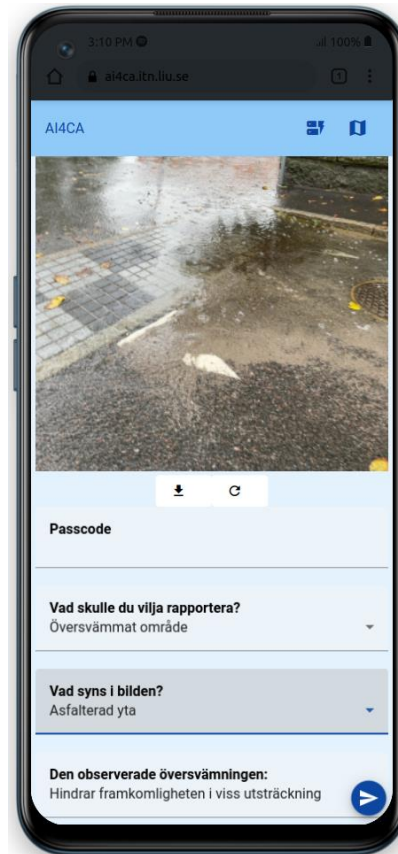 3:10 PM
100%
ai4ca.itn.liu.se
1
AI4CA
Passcode
Vad skulle du vilja rapportera?
Översvämmat område
Vad syns i bilden?
Asfalterad yta
Den observerade översvämningen:
Hindrar framkomligheten i viss utsträckning